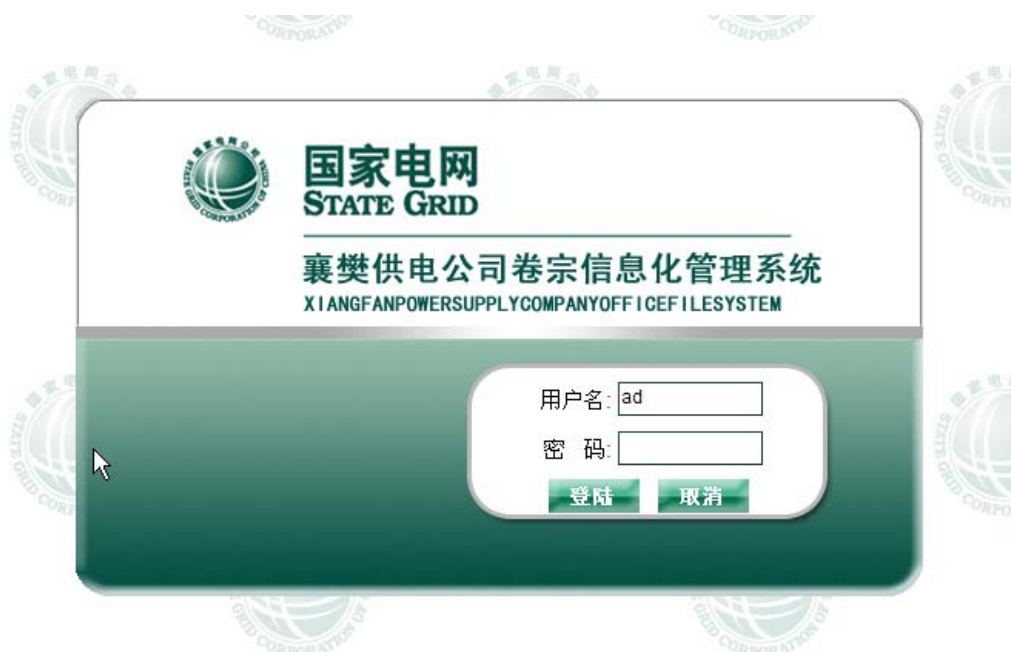 国家电网
STATE GRID
襄樊供电公司卷宗信息化管理系统
XIANGFANPOWERSUPPLYCOMPANYOFFICEFILESYSTEM
用户名: ad
密 码:
登陆 取消